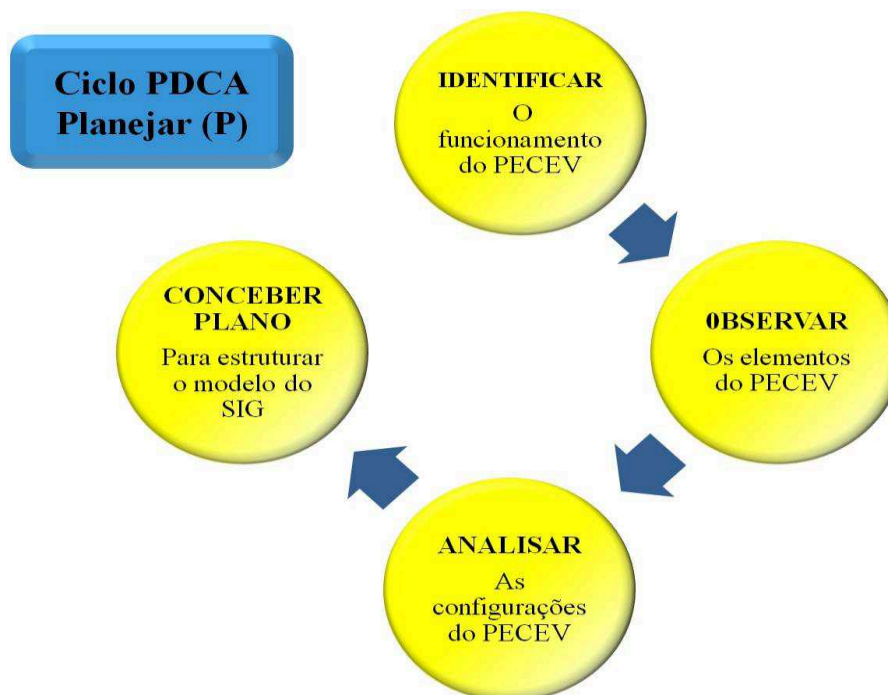 Ciclo PDCA
Planejar (P)
IDENTIFICAR
O
funcionamento
do PECEV
0BSERVAR
Os elementos
do PECEV
ANALISAR
As
configurações
do PECEV
CONCEBER
PLANO
Para estruturar
o modelo do
SIG